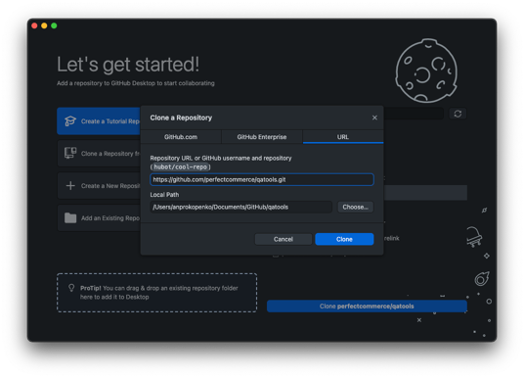 Let's get started!
Add a repository to GitHub Desktop to start collaborating
Create a Tutorial Rep
Clone a Repository fr
Create a New Reposito
Add an Existing Repo
Clone a Repository
GitHub.com
GitHub Enterprise
URL
Repository URL or GitHub username and repository
(hubot/cool-repo)
https://github.com/perfectcommerce/qatools.git
Local Path
/Users/anprokopenko/Documents/GitHub/qatools
Choose...
Cancel
Clone
relink
ProTip! You can drag & drop an existing repository folder
here to add it to Desktop
Clone perfectcommerce/qatools